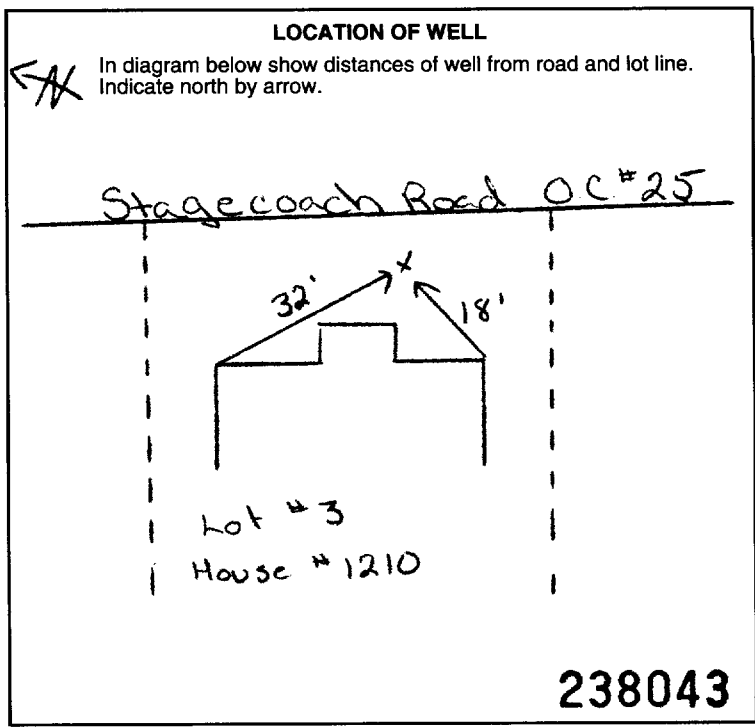 LOCATION OF WELL
N
In diagram below show distances of well from road and lot line.
Indicate north by arrow.
Stagecoach Road OC#25
x
32'
18'
Lot #3
House #1210
238043